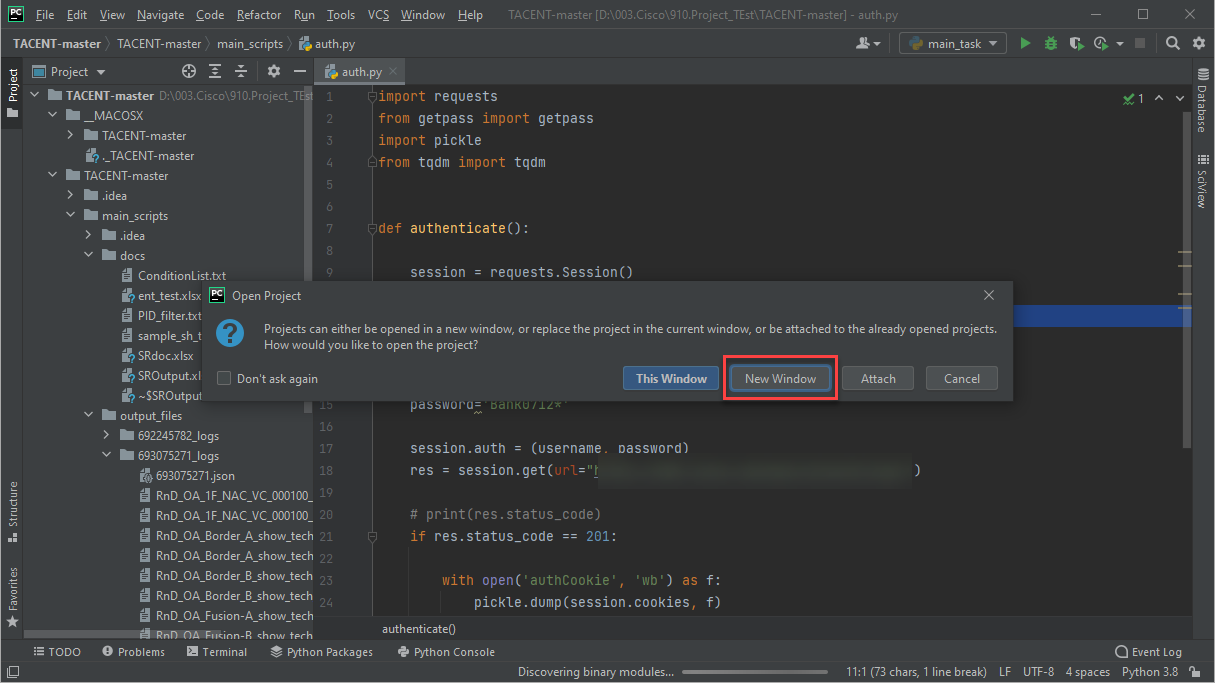 PC File Edit View Navigate Code Refactor Run Tools VCS Window Help TACENT-master [D:\003.Cisco\910.Project_TEst\TACENT-master] - auth.py
TACENT-master TACENT-master main_scripts auth.py main_task
Project
Project
auth.py
TACENT-master D:\003.Cisco\910.Project_TEst
__MACOSX
TACENT-master
._TACENT-master
TACENT-master
.idea
main_scripts
.idea
docs
ConditionList.txt
ent_test.xlsx
PID_filter.txt
sample_sh_t
SRdoc.xlsx
SROutput.xl
~$SROutpu
output_files
692245782_logs
693075271_logs
693075271.json
RnD_OA_1F_NAC_VC_000100_
RnD_OA_1F_NAC_VC_000100_
RnD_OA_Border_A_show_tech
RnD_OA_Border_A_show_tech
RnD_OA_Border_B_show_tech
RnD_OA_Border_B_show_tech
RnD_OA_Fusion-A_show_tech
RnD_OA_Fusion-B_show_tech
Structure
Favorites
1 import requests
2 from getpass import getpass
3 import pickle
4 from tqdm import tqdm
5
6
7 def authenticate():
8
9 session = requests.Session()
1
Database
SciView
PC Open Project
Projects can either be opened in a new window, or replace the project in the current window, or be attached to the already opened projects.
How would you like to open the project?
Don't ask again
This Window New Window Attach Cancel
15 password=
16
17 session.auth = (username, password)
18 res = session.get(url="h )
19
20 # print(res.status_code)
21 if res.status_code == 201:
22
23 with open('authCookie', 'wb') as f:
24 pickle.dump(session.cookies, f)
authenticate()
TODO Problems Terminal Python Packages Python Console Event Log
Discovering binary modules... 11:1 (73 chars, 1 line break) LF UTF-8 4 spaces Python 3.8